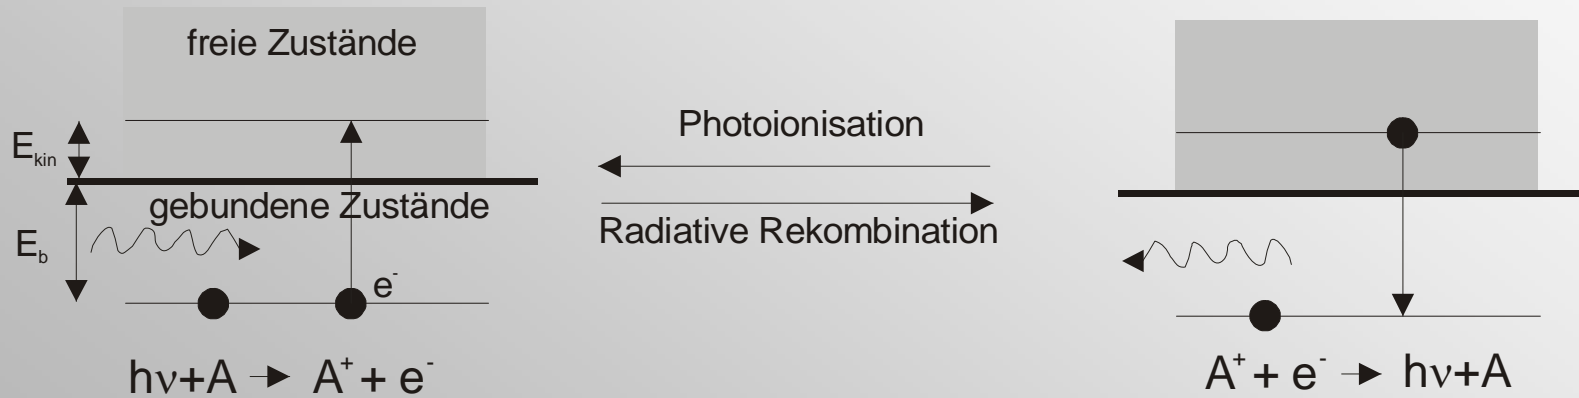 freie Zustände
E_kin
gebundene Zustände
E_b
e⁻
hν+A → A⁺ + e⁻
Photoionisation
Radiative Rekombination
A⁺ + e⁻ → hν+A